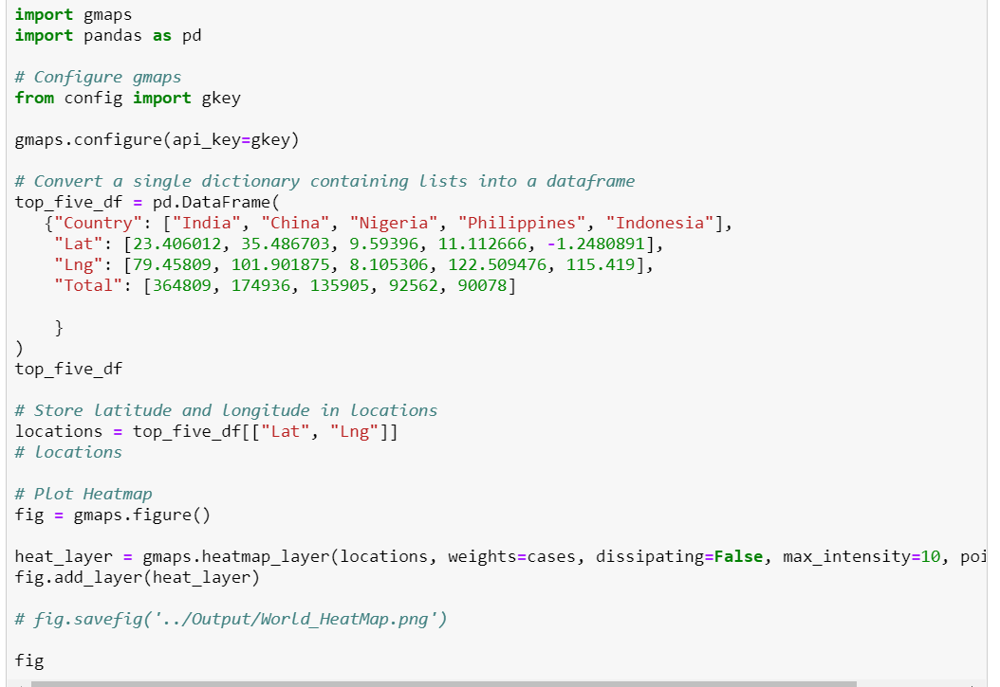 import gmaps
import pandas as pd
# Configure gmaps
from config import gkey
gmaps.configure(api_key=gkey)
# Convert a single dictionary containing lists into a dataframe
top_five_df = pd.DataFrame(
{"Country": ["India", "China", "Nigeria", "Philippines", "Indonesia"],
"Lat": [23.406012, 35.486703, 9.59396, 11.112666, -1.2480891],
"Lng": [79.45809, 101.901875, 8.105306, 122.509476, 115.419],
"Total": [364809, 174936, 135905, 92562, 90078]
}
)
top_five_df
# Store latitude and longitude in locations
locations = top_five_df[["Lat", "Lng"]]
# locations
# Plot Heatmap
fig = gmaps.figure()
heat_layer = gmaps.heatmap_layer(locations, weights=cases, dissipating=False, max_intensity=10, poi
fig.add_layer(heat_layer)
# fig.savefig('../Output/World_HeatMap.png')
fig